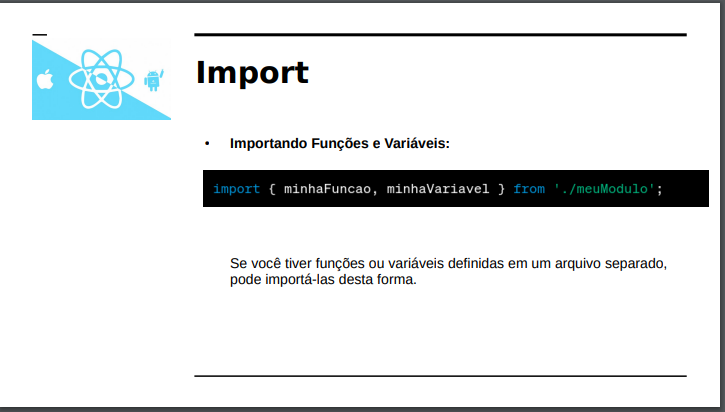 Import
• Importando Funções e Variáveis:
import { minhaFuncao, minhaVariavel } from './meuModulo';
Se você tiver funções ou variáveis definidas em um arquivo separado,
pode importá-las desta forma.